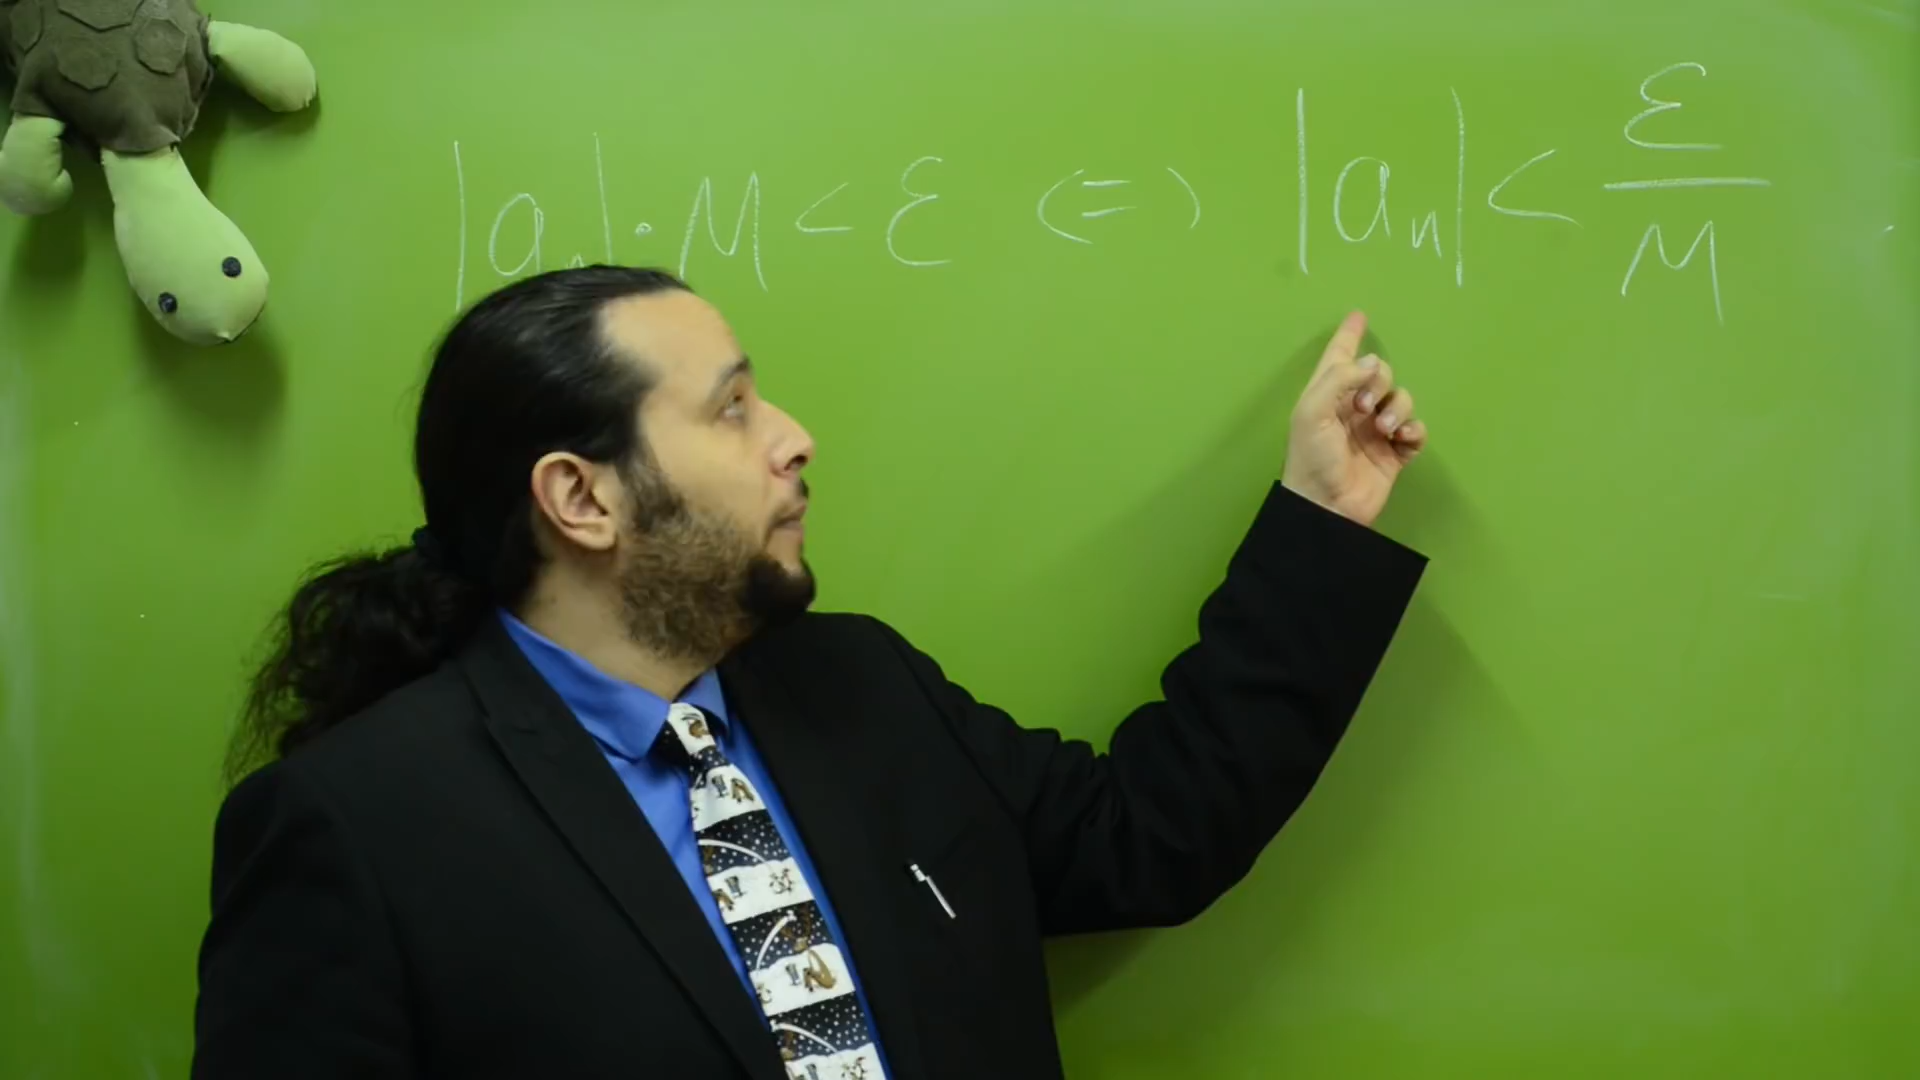 |aₙ| · M < ε (=) |aₙ| < ε/M